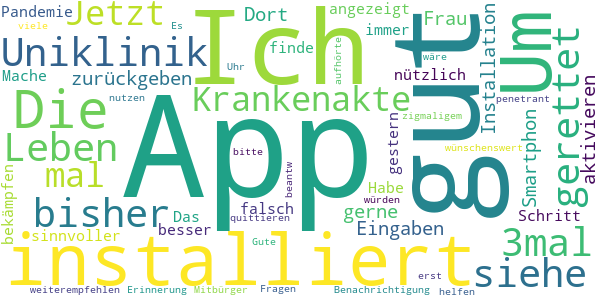 Pandemie
Jetzt
Ich
Dort
angezeigt
Frau
Installation
Um
viele
Es
Uniklinik
finde
immer
gut
gerettet
Mache
zurückgeben
Uhr
aufhörte
wäre
nützlich
aktivieren
Die
Krankenakte
penetrant
App
zigmaligem
Smartphon
nutzen
Leben
gestern
wünschenswert
bitte
mal
beantw
Habe
bekämpfen
bisher
falsch
würden
Das
quittieren
gerne
Schritt
sinnvoller
besser
Eingaben
3mal
installiert
Gute
erst
siehe
weiterempfehlen
Erinnerung
Mitbürger
Fragen
Benachrichtigung
helfen